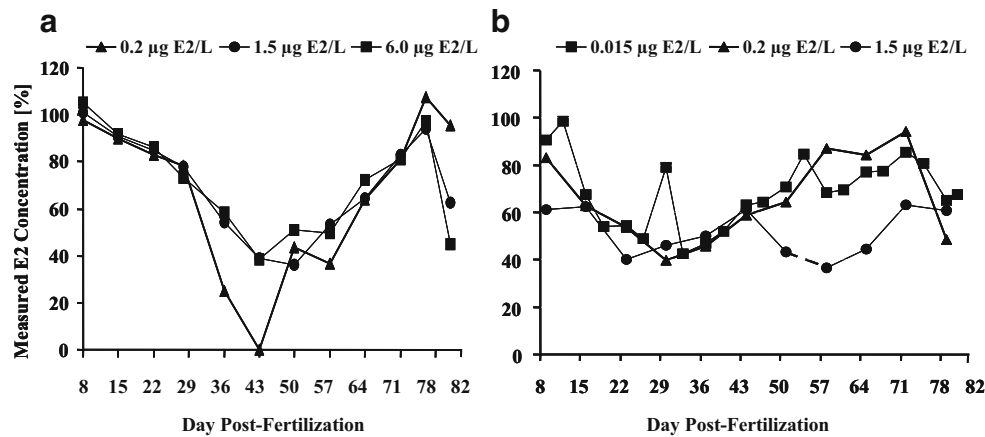 a
0.2 µg E2/L 1.5 µg E2/L 6.0 µg E2/L
Measured E2 Concentration [%]
120
100
80
60
40
20
0
8 15 22 29 36 43 50 57 64 71 78 82
Day Post-Fertilization
b
0.015 µg E2/L 0.2 µg E2/L 1.5 µg E2/L
120
100
80
60
40
20
0
8 15 22 29 36 43 50 57 64 71 78 82
Day Post-Fertilization